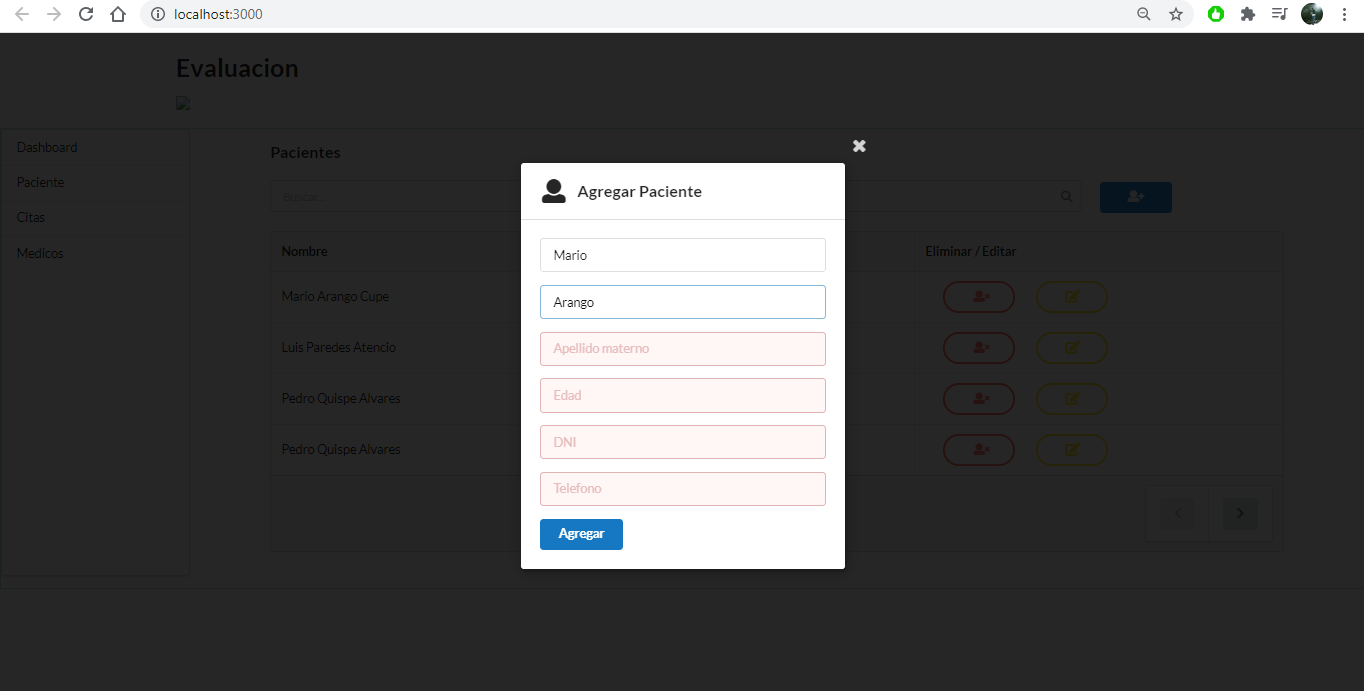 localhost:3000
Evaluacion
Dashboard
Paciente
Citas
Medicos
Pacientes
Buscar...
Nombre
Eliminar / Editar
Mario Arango Cupe
Luis Paredes Atencio
Pedro Quispe Alvares
Pedro Quispe Alvares
Agregar Paciente
Mario
Arango
Apellido materno
Edad
DNI
Telefono
Agregar